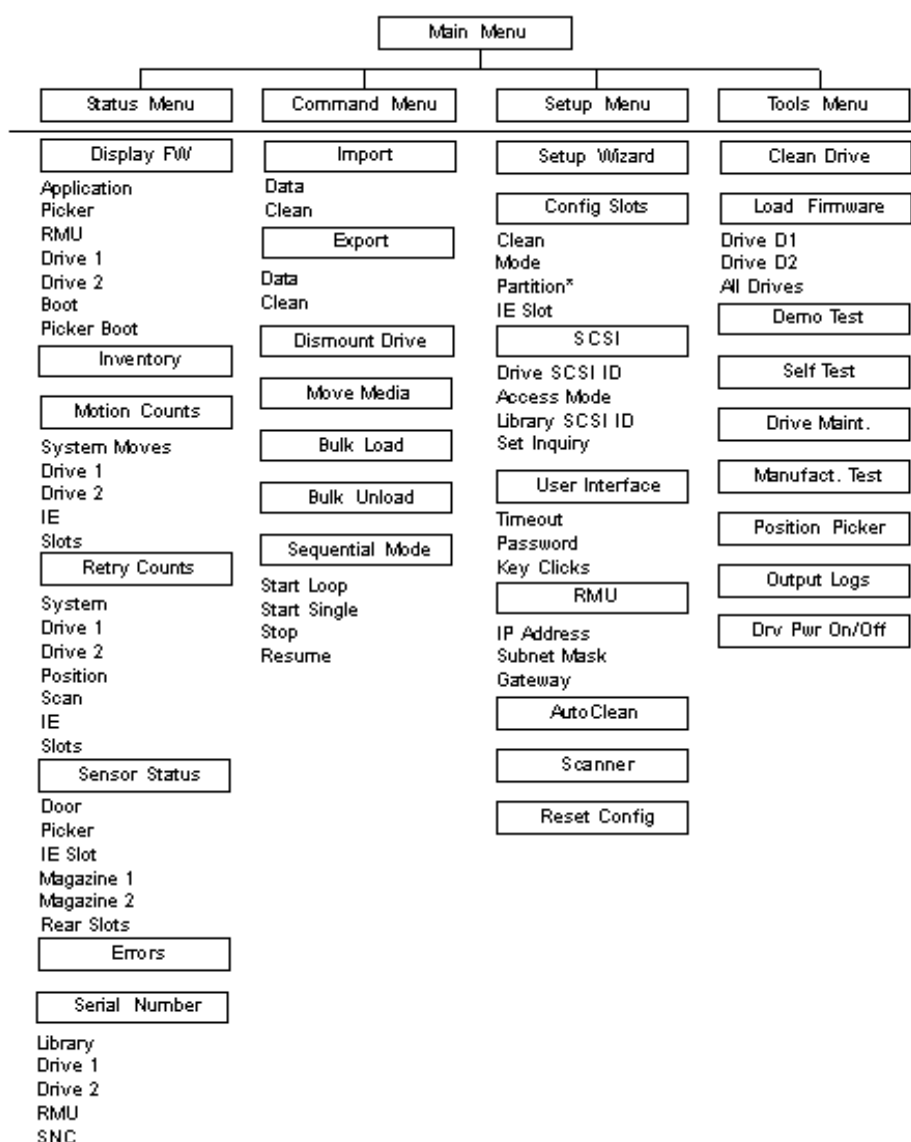 Main Menu
Status Menu
Command Menu
Setup Menu
Tools Menu
Display FW
Application
Picker
RMU
Drive 1
Drive 2
Boot
Picker Boot
Inventory
Motion Counts
System Moves
Drive 1
Drive 2
IE
Slots
Retry Counts
System
Drive 1
Drive 2
Position
Scan
IE
Slots
Sensor Status
Door
Picker
IE Slot
Magazine 1
Magazine 2
Rear Slots
Errors
Serial Number
Library
Drive 1
Drive 2
RMU
SNC
Import
Data
Clean
Export
Data
Clean
Dismount Drive
Move Media
Bulk Load
Bulk Unload
Sequential Mode
Start Loop
Start Single
Stop
Resume
Setup Wizard
Config Slots
Clean
Mode
Partition*
IE Slot
SCSI
Drive SCSI ID
Access Mode
Library SCSI ID
Set Inquiry
User Interface
Timeout
Password
Key Clicks
RMU
IP Address
Subnet Mask
Gateway
AutoClean
Scanner
Reset Config
Clean Drive
Load Firmware
Drive D1
Drive D2
All Drives
Demo Test
Self Test
Drive Maint.
Manufact. Test
Position Picker
Output Logs
Drv Pwr On/Off